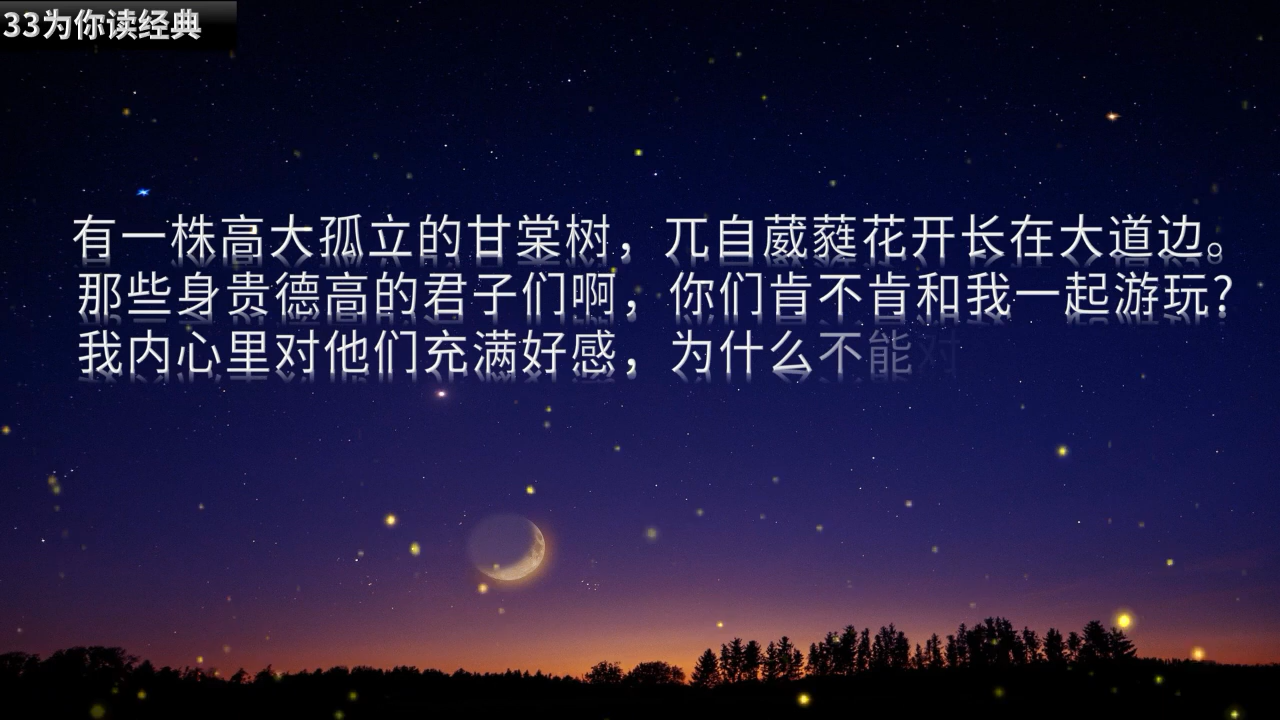 33为你读经典
有一株高大孤立的甘棠树，兀自葳蕤花开长在大道边。
那些身贵德高的君子们啊，你们肯不肯和我一起游玩?
我内心里对他们充满好感，为什么不能对